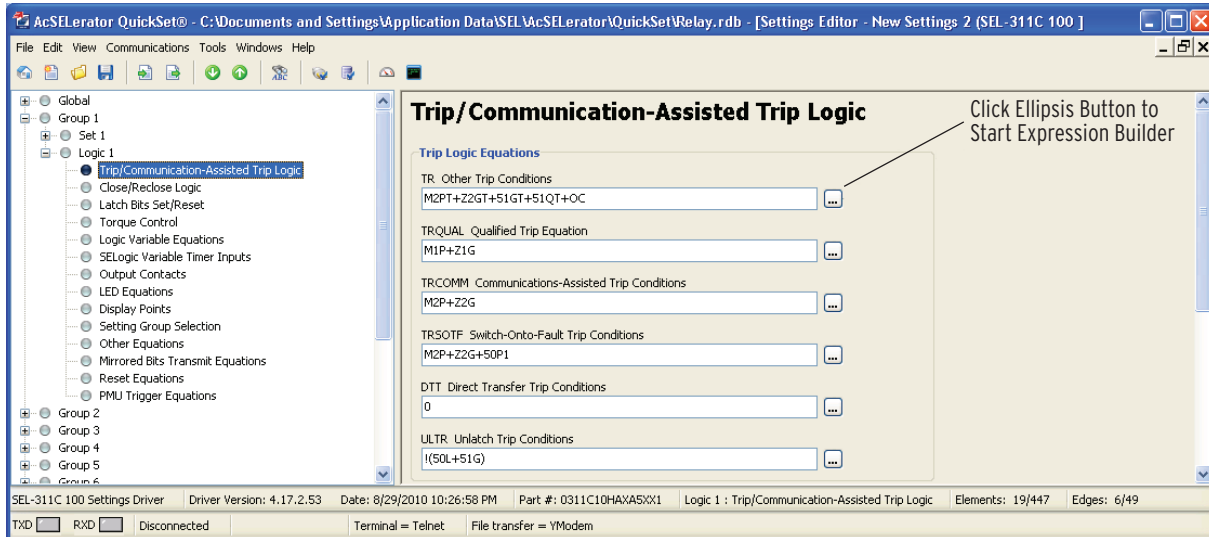 AcSELerator QuickSet® - C:\Documents and Settings\Application Data\SEL\AcSELerator\QuickSet\Relay.rdb - [Settings Editor - New Settings 2 (SEL-311C 100 ]
File Edit View Communications Tools Windows Help
Global
Group 1
Set 1
Logic 1
Trip/Communication-Assisted Trip Logic
Close/Reclose Logic
Latch Bits Set/Reset
Torque Control
Logic Variable Equations
SELogic Variable Timer Inputs
Output Contacts
LED Equations
Display Points
Setting Group Selection
Other Equations
Mirrored Bits Transmit Equations
Reset Equations
PMU Trigger Equations
Group 2
Group 3
Group 4
Group 5
Group 6
Trip/Communication-Assisted Trip Logic
Click Ellipsis Button to
Start Expression Builder
Trip Logic Equations
TR Other Trip Conditions
M2PT+Z2GT+51GT+51QT+OC
...
TRQUAL Qualified Trip Equation
M1P+Z1G
...
TRCOMM Communications-Assisted Trip Conditions
M2P+Z2G
...
TRSOTF Switch-Onto-Fault Trip Conditions
M2P+Z2G+50P1
...
DTT Direct Transfer Trip Conditions
0
...
ULTR Unlatch Trip Conditions
!(50L+51G)
...
SEL-311C 100 Settings Driver Driver Version: 4.17.2.53 Date: 8/29/2010 10:26:58 PM Part #: 0311C10HAXA5XX1 Logic 1 : Trip/Communication-Assisted Trip Logic Elements: 19/447 Edges: 6/49
TXD RXD Disconnected Terminal = Telnet File transfer = YModem